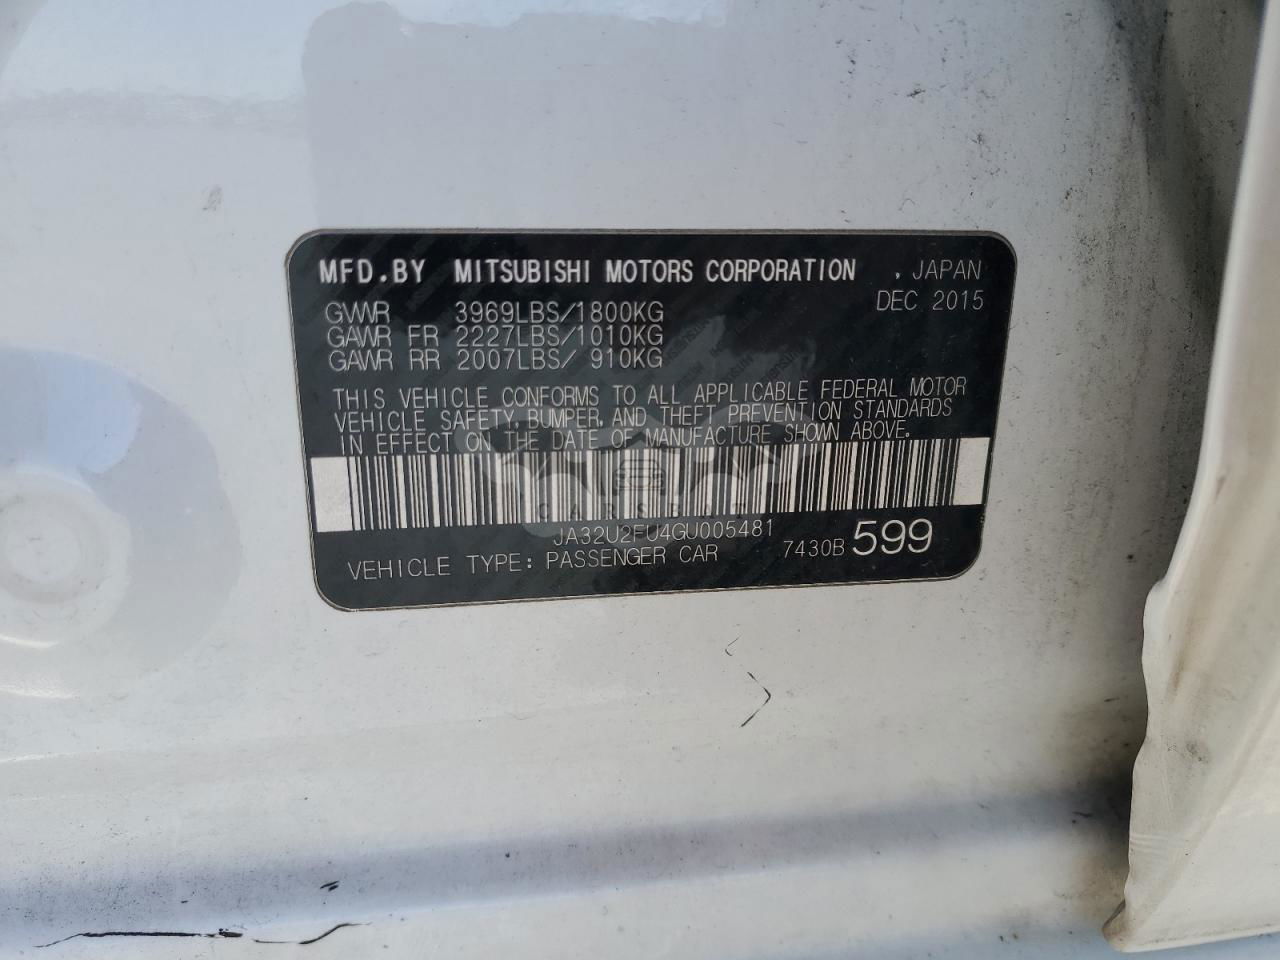 MFD.BY MITSUBISHI MOTORS CORPORATION , JAPAN
DEC 2015
GVWR 3969LBS/1800KG
GAWR FR 2227LBS/1010KG
GAWR RR 2007LBS/ 910KG
THIS VEHICLE CONFORMS TO ALL APPLICABLE FEDERAL MOTOR
VEHICLE SAFETY, BUMPER, AND THEFT PREVENTION STANDARDS
IN EFFECT ON THE DATE OF MANUFACTURE SHOWN ABOVE.
JA32U2FU4GU005481
VEHICLE TYPE: PASSENGER CAR 7430B 599